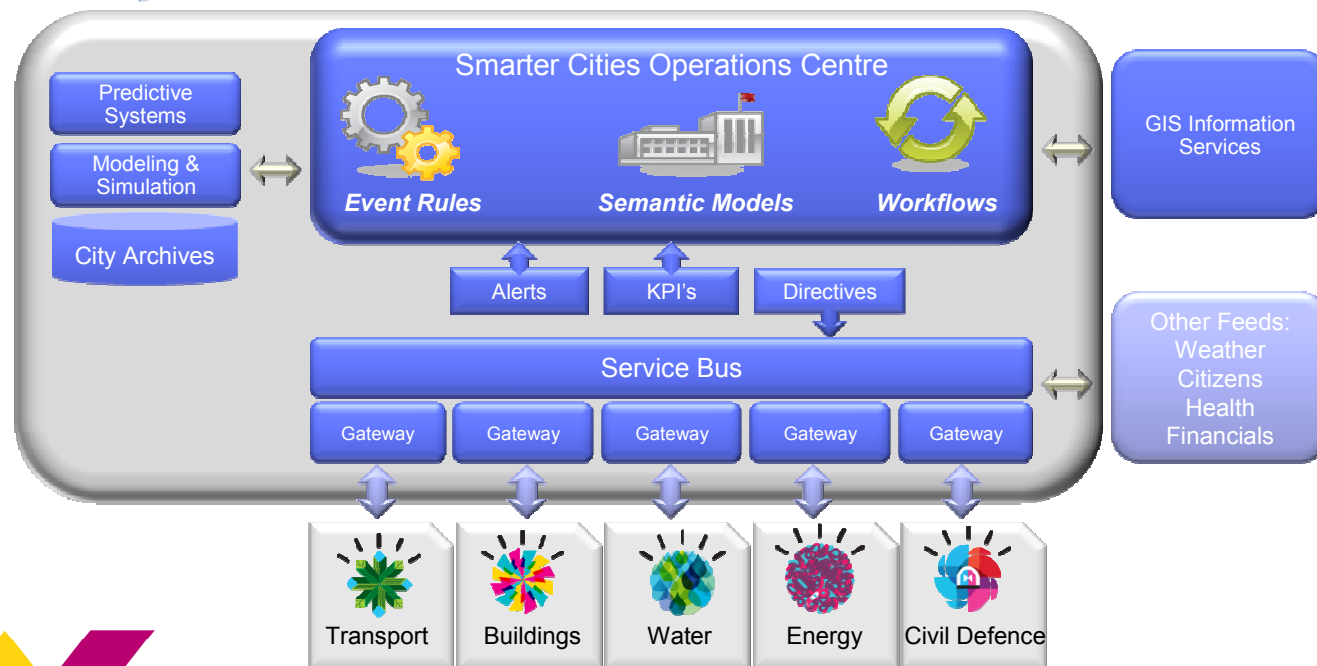 Smarter Cities Operations Centre
Event Rules
Semantic Models
Workflows
Predictive
Systems
Modeling &
Simulation
City Archives
GIS Information
Services
Alerts
KPI's
Directives
Service Bus
Other Feeds:
Weather
Citizens
Health
Financials
Gateway
Gateway
Gateway
Gateway
Gateway
Transport
Buildings
Water
Energy
Civil Defence